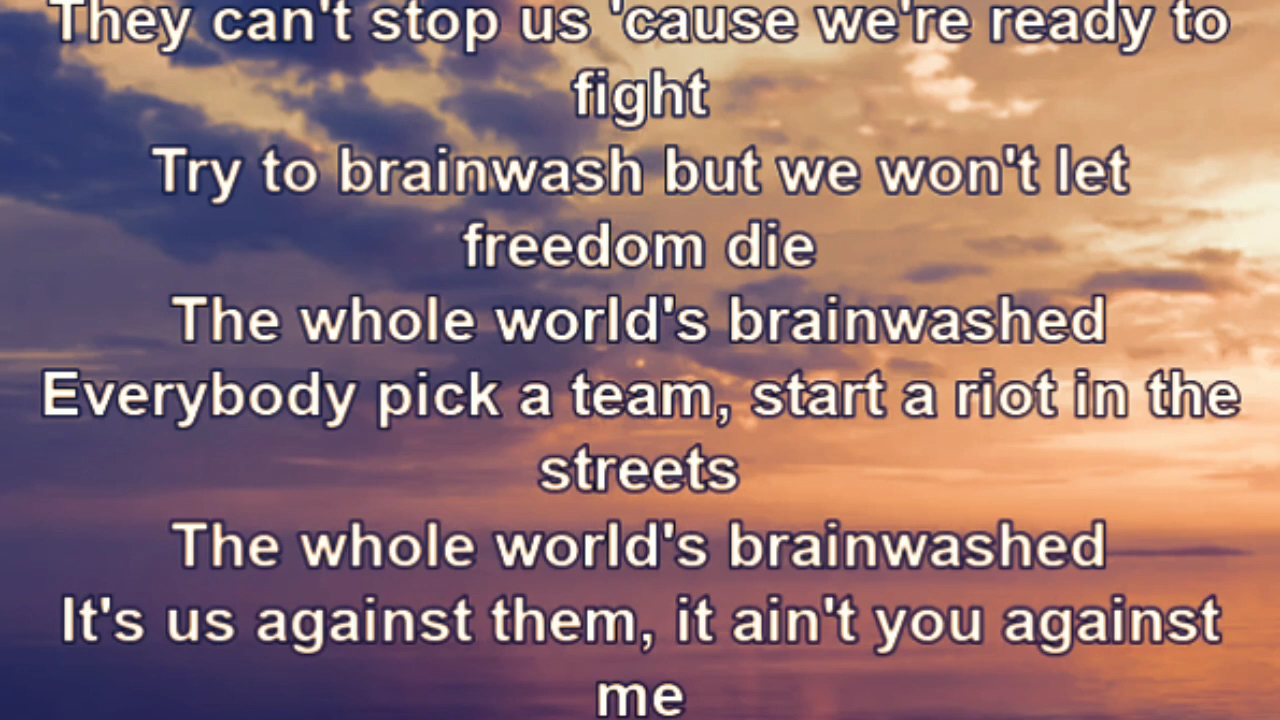 They can't stop us 'cause we're ready to
fight
Try to brainwash but we won't let
freedom die
The whole world's brainwashed
Everybody pick a team, start a riot in the
streets
The whole world's brainwashed
It's us against them, it ain't you against
me